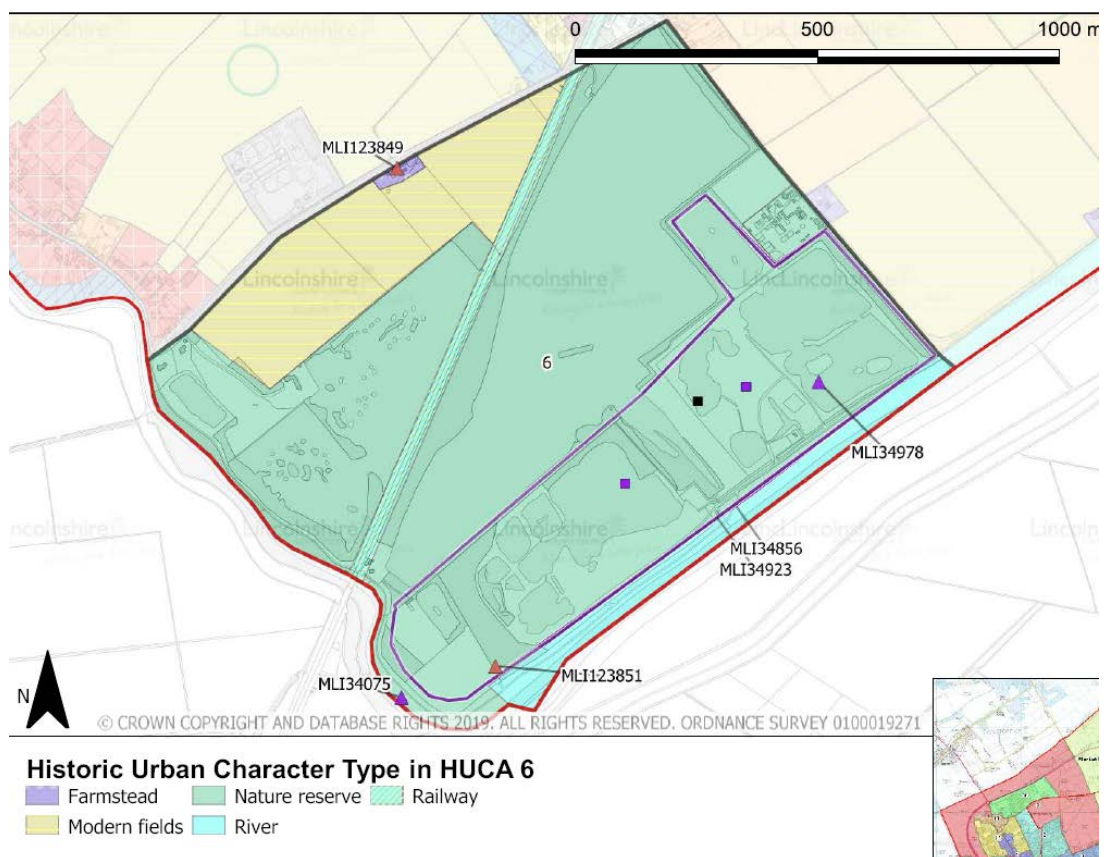 0 500 1000 m
Lincolnshire
Lincolnshire
MLI123849
Lincolnshire
Lincolnshire
Lincolnshire
6
MLI34978
Lincolnshire
Lincolnshire
MLI34856
MLI34923
MLI34075
MLI123851
N
© CROWN COPYRIGHT AND DATABASE RIGHTS 2019. ALL RIGHTS RESERVED. ORDNANCE SURVEY 0100019271
Historic Urban Character Type in HUCA 6
Farmstead Nature reserve Railway
Modern fields River